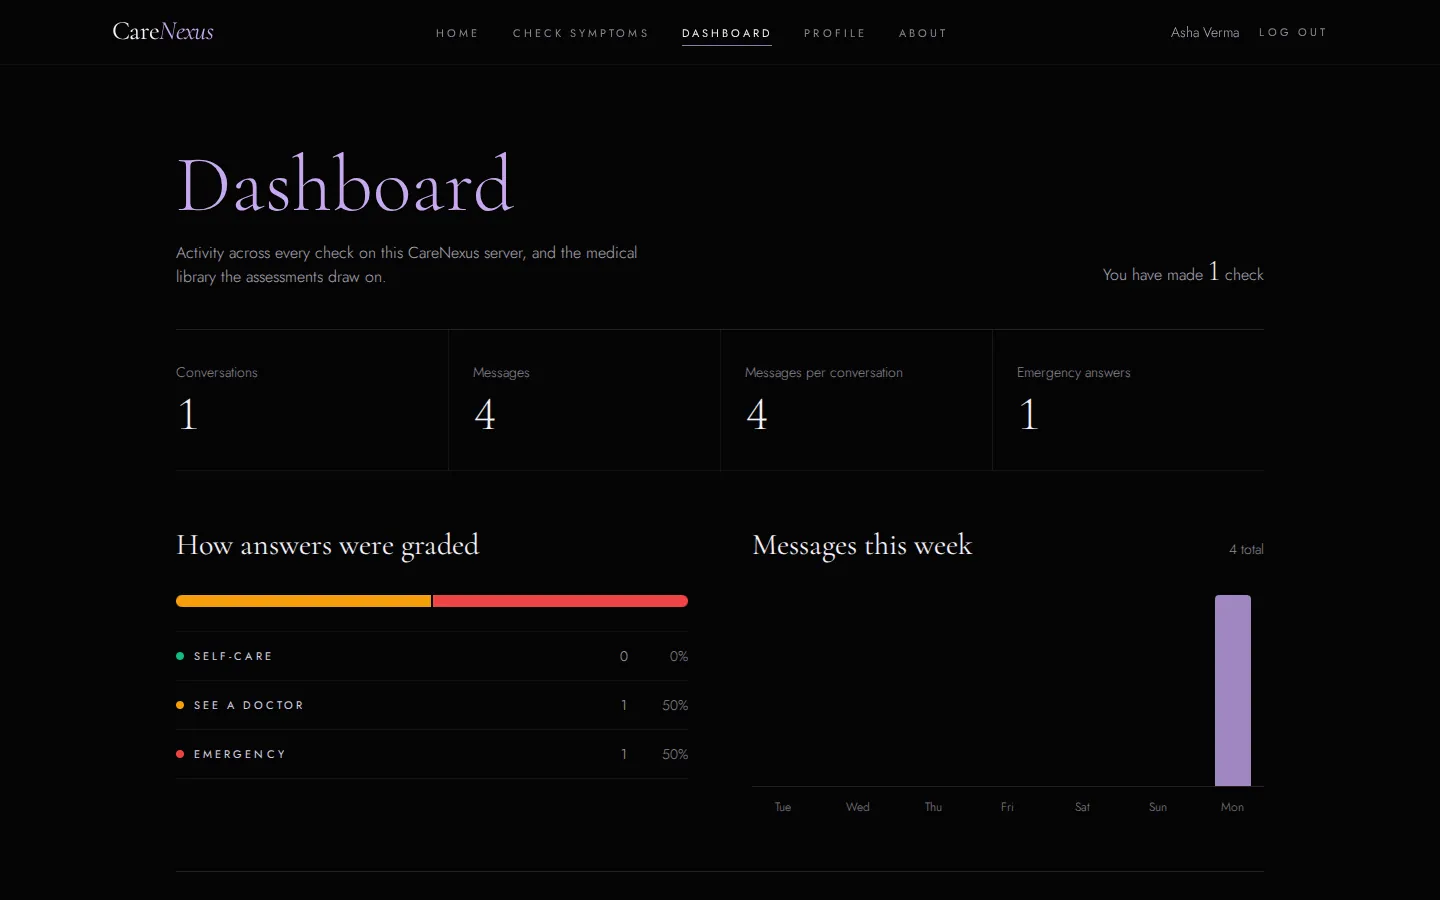 CareNexus
HOME CHECK SYMPTOMS DASHBOARD PROFILE ABOUT
Asha Verma LOG OUT
Dashboard
Activity across every check on this CareNexus server, and the medical
library the assessments draw on.
You have made 1 check
Conversations
1
Messages
4
Messages per conversation
4
Emergency answers
1
How answers were graded
SELF-CARE 0 0%
SEE A DOCTOR 1 50%
EMERGENCY 1 50%
Messages this week
4 total
Tue Wed Thu Fri Sat Sun Mon